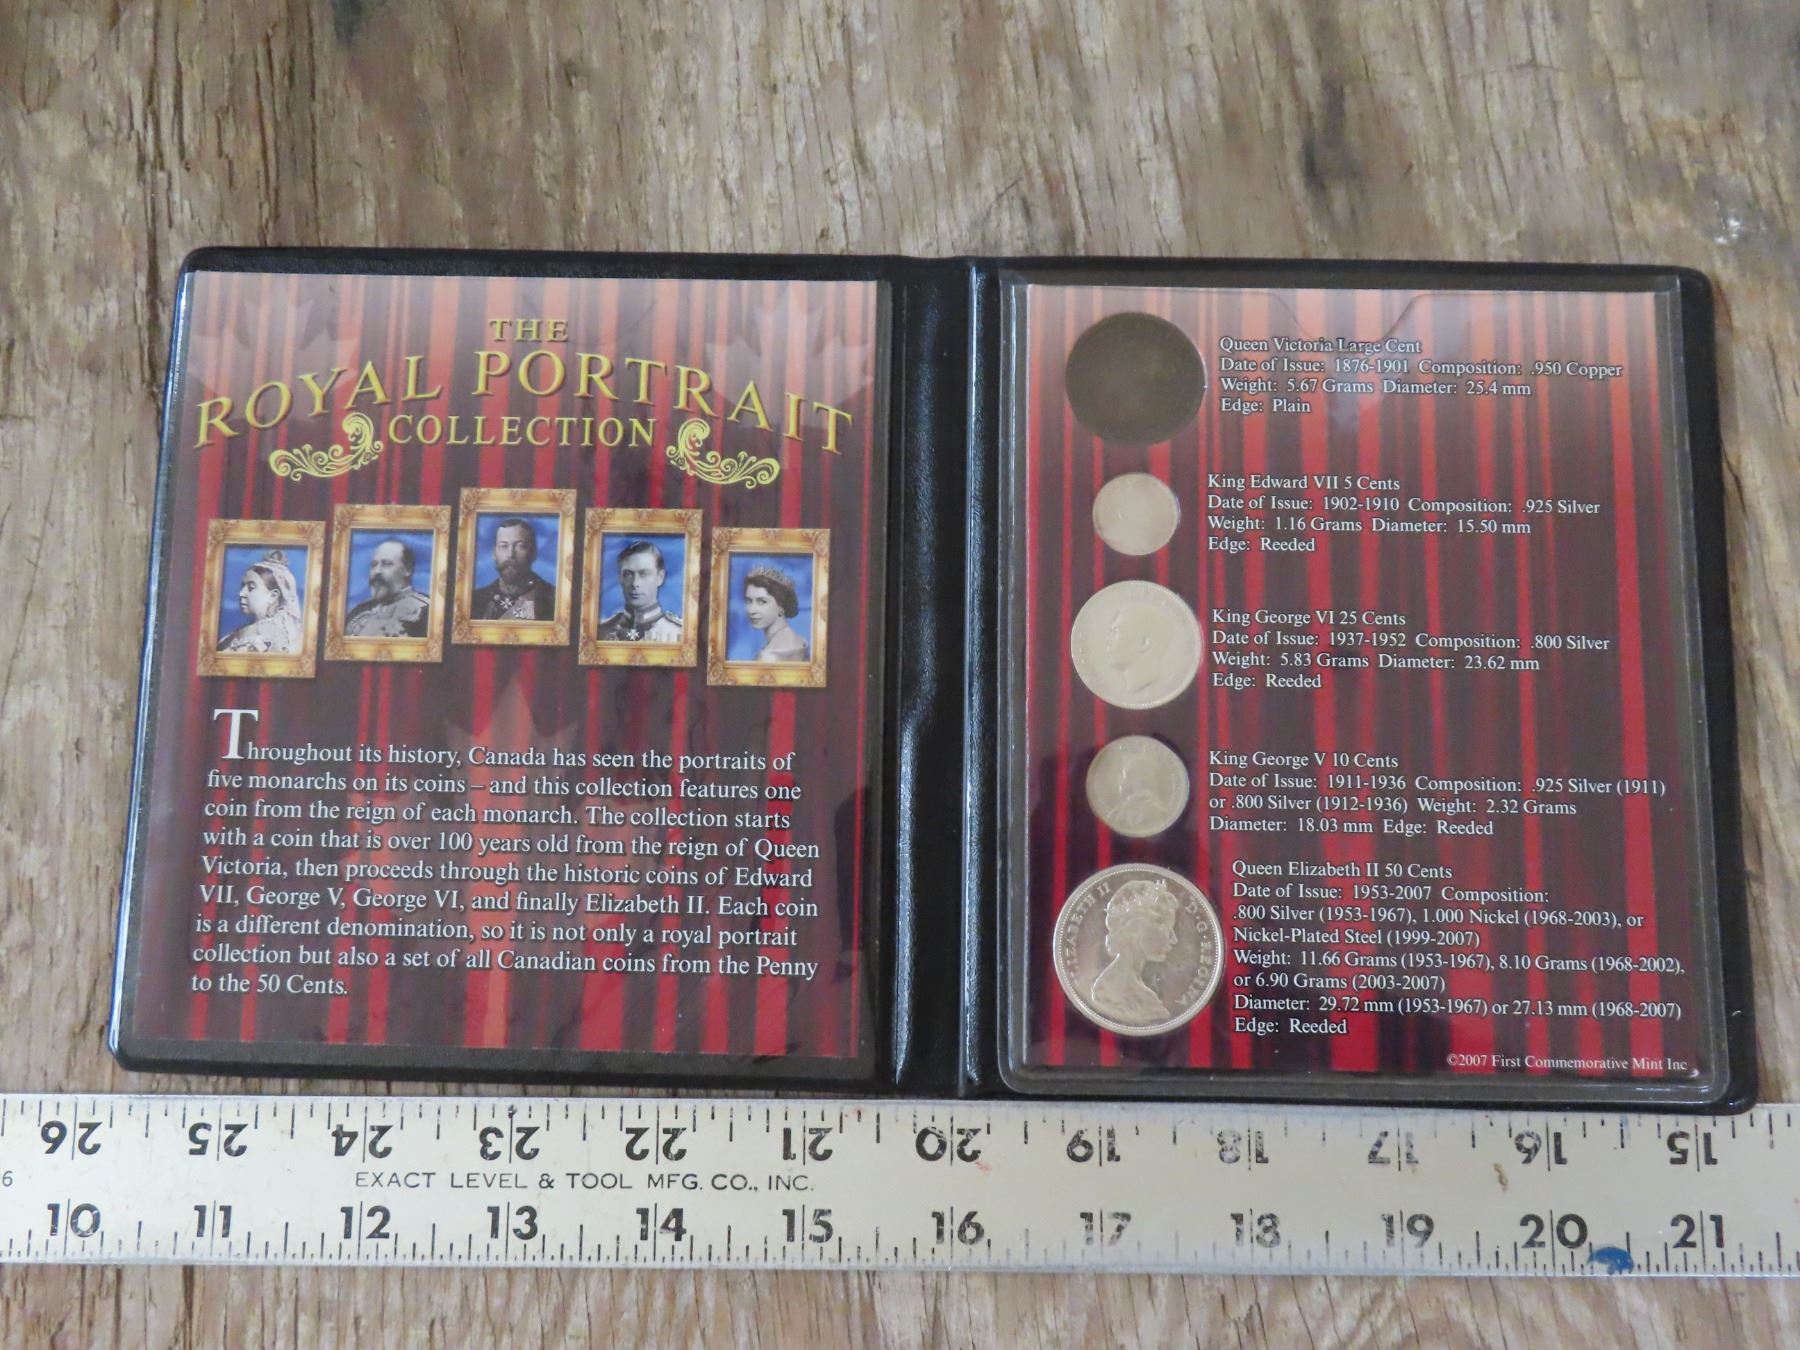 THE
ROYAL PORTRAIT
COLLECTION
Throughout its history, Canada has seen the portraits of
five monarchs on its coins – and this collection features one
coin from the reign of each monarch. The collection starts
with a coin that is over 100 years old from the reign of Queen
Victoria, then proceeds through the historic coins of Edward
VII, George V, George VI, and finally Elizabeth II. Each coin
is a different denomination, so it is not only a royal portrait
collection but also a set of all Canadian coins from the Penny
to the 50 Cents.
Queen Victoria Large Cent
Date of Issue: 1876-1901 Composition: .950 Copper
Weight: 5.67 Grams Diameter: 25.4 mm
Edge: Plain
King Edward VII 5 Cents
Date of Issue: 1902-1910 Composition: .925 Silver
Weight: 1.16 Grams Diameter: 15.50 mm
Edge: Reeded
King George VI 25 Cents
Date of Issue: 1937-1952 Composition: .800 Silver
Weight: 5.83 Grams Diameter: 23.62 mm
Edge: Reeded
King George V 10 Cents
Date of Issue: 1911-1936 Composition: .925 Silver (1911)
or .800 Silver (1912-1936) Weight: 2.32 Grams
Diameter: 18.03 mm Edge: Reeded
ELIZABETH II D·G·REGINA
Queen Elizabeth II 50 Cents
Date of Issue: 1953-2007 Composition:
.800 Silver (1953-1967), 1.000 Nickel (1968-2003), or
Nickel-Plated Steel (1999-2007)
Weight: 11.66 Grams (1953-1967), 8.10 Grams (1968-2002),
or 6.90 Grams (2003-2007)
Diameter: 29.72 mm (1953-1967) or 27.13 mm (1968-2007)
Edge: Reeded
©2007 First Commemorative Mint Inc
26 25 24 23 22 21 20 19 18 17 16 15
6 EXACT LEVEL & TOOL MFG. CO., INC.
10 11 12 13 14 15 16 17 18 19 20 21